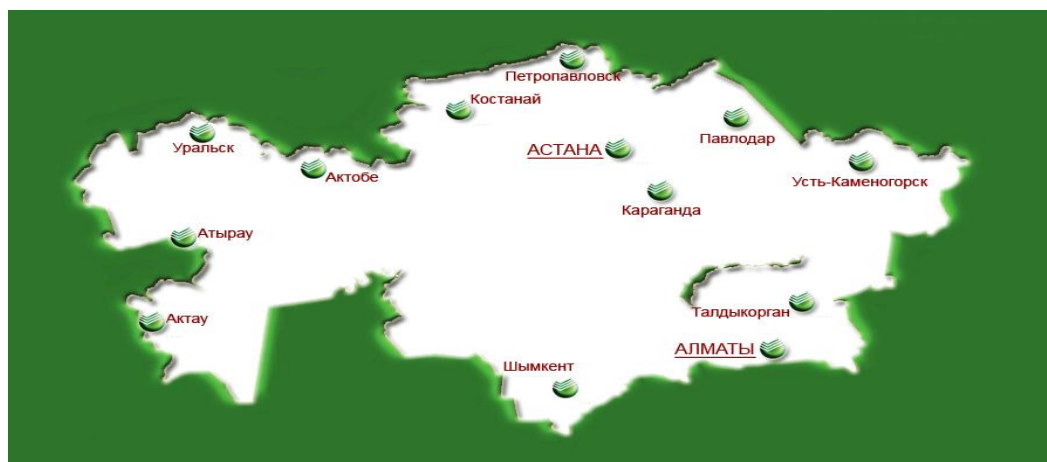 Петропавловск
Костанай
Павлодар
Уральск
АСТАНА
Актобе
Усть-Каменогорск
Караганда
Атырау
Талдыкорган
Актау
АЛМАТЫ
Шымкент